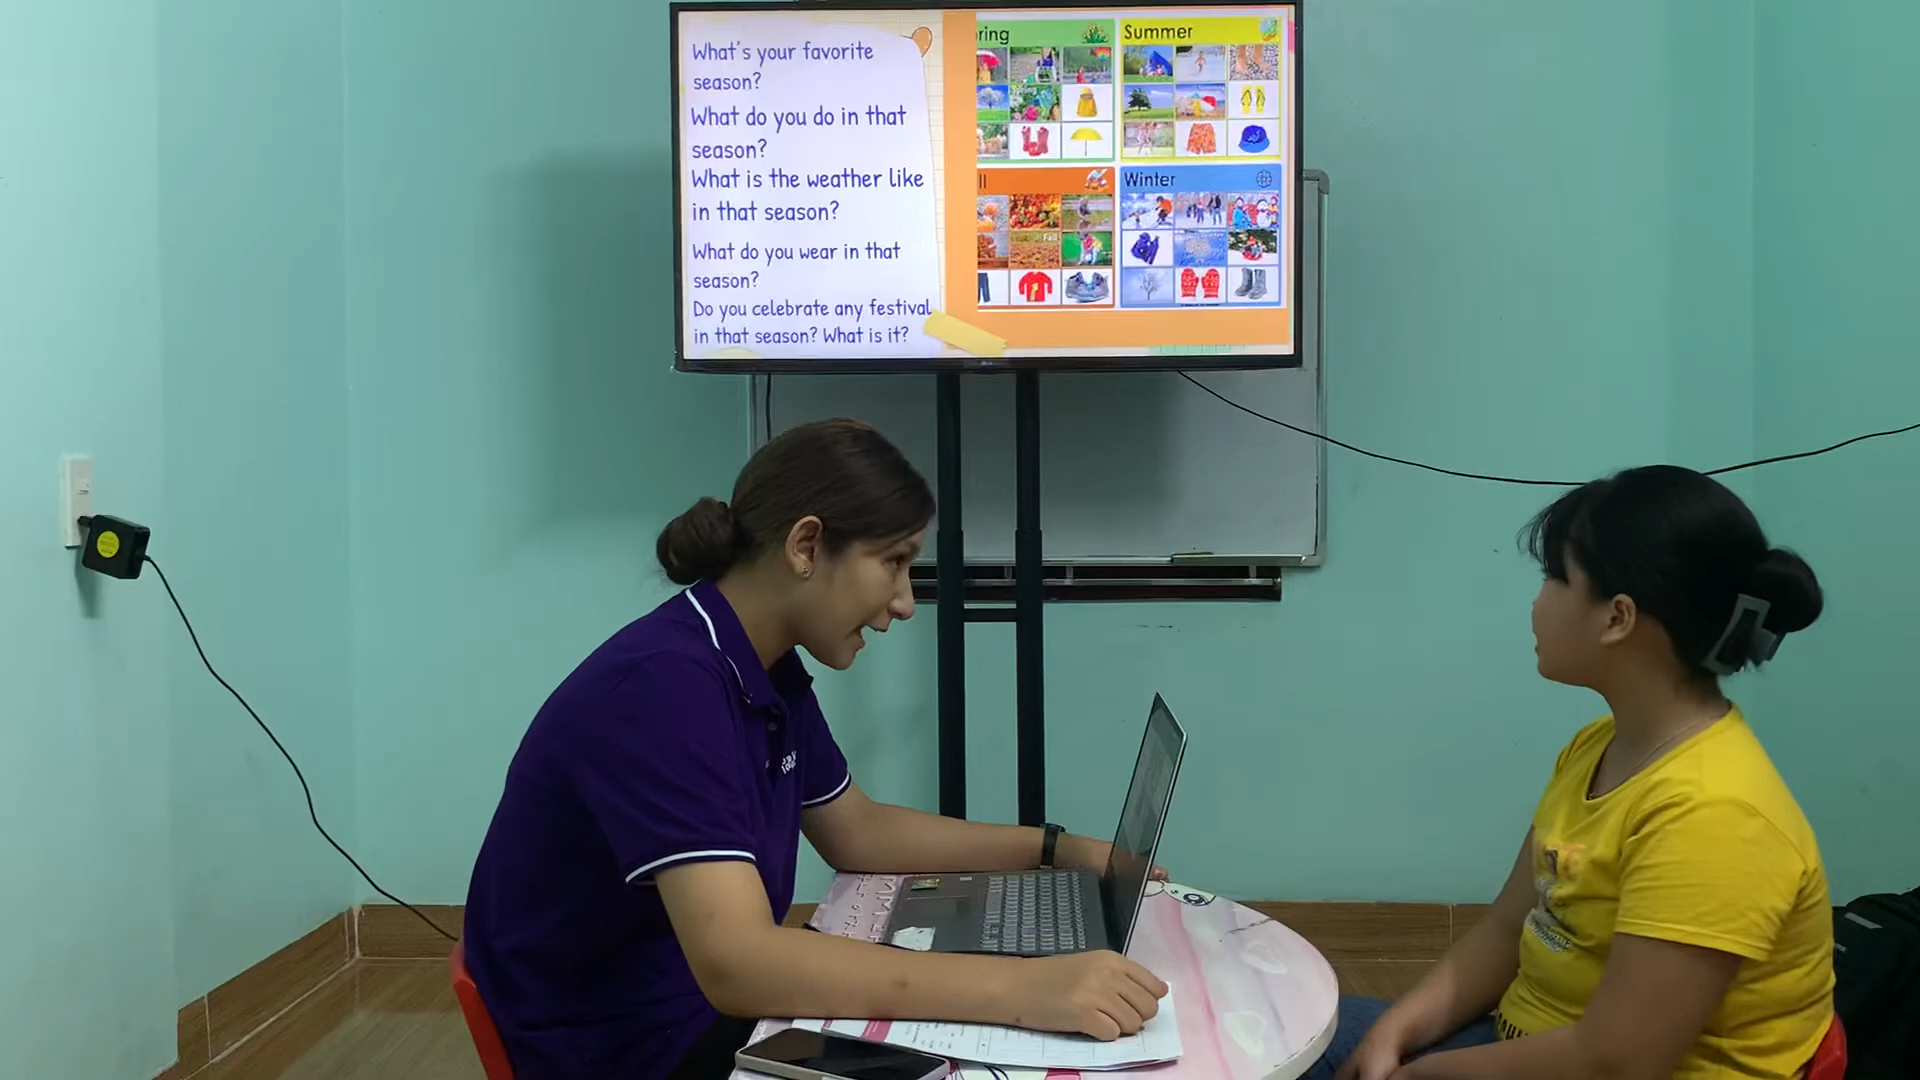 What's your favorite
season?
What do you do in that
season?
What is the weather like
in that season?
What do you wear in that
season?
Do you celebrate any festival
in that season? What is it?
ring
Summer
ll
Winter